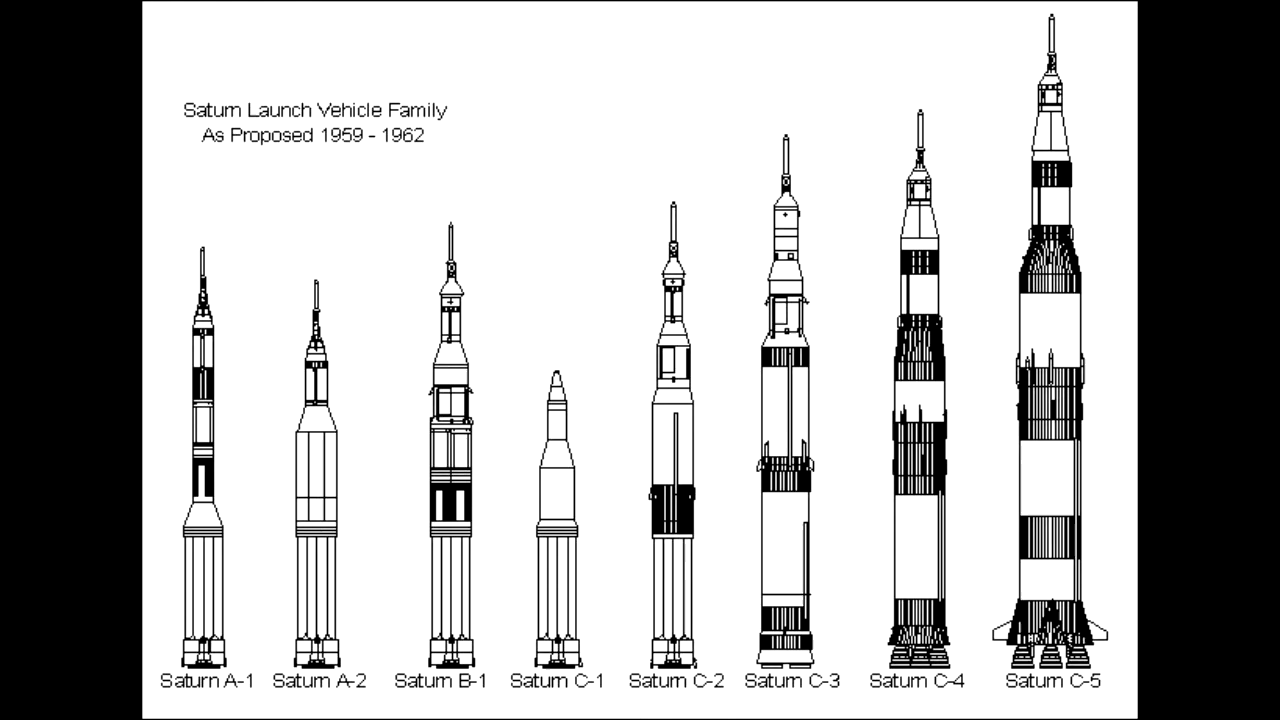 Saturn Launch Vehicle Family
As Proposed 1959 - 1962
Saturn A-1 Saturn A-2 Saturn B-1 Saturn C-1 Saturn C-2 Saturn C-3 Saturn C-4 Saturn C-5